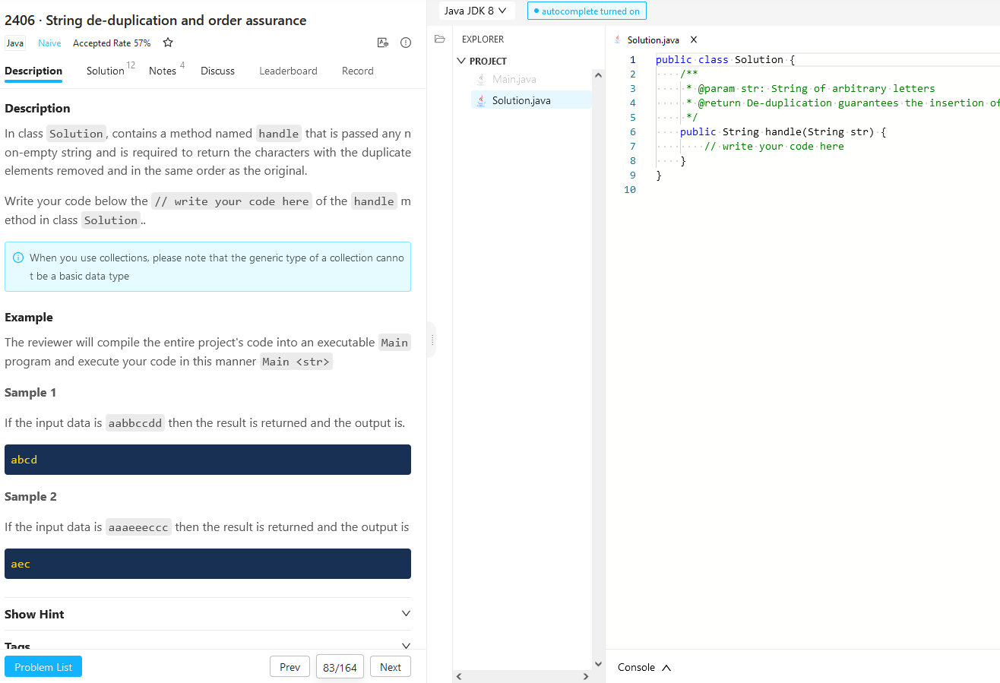 2406 · String de-duplication and order assurance
Java Naive Accepted Rate 57%
Description Solution 12 Notes 4 Discuss Leaderboard Record
Description
In class Solution, contains a method named handle that is passed any n
on-empty string and is required to return the characters with the duplicate
elements removed and in the same order as the original.
Write your code below the // write your code here of the handle m
ethod in class Solution..
When you use collections, please note that the generic type of a collection canno
t be a basic data type
Example
The reviewer will compile the entire project's code into an executable Main
program and execute your code in this manner Main <str>
Sample 1
If the input data is aabbccdd then the result is returned and the output is.
abcd
Sample 2
If the input data is aaaeeeccc then the result is returned and the output is
aec
Show Hint
Tags
Problem List Prev 83/164 Next
Java JDK 8 autocomplete turned on
EXPLORER
PROJECT
Main.java
Solution.java
Solution.java X
1 public class Solution {
2 /**
3 * @param str: String of arbitrary letters
4 * @return De-duplication guarantees the insertion of
5 */
6 public String handle(String str) {
7 // write your code here
8 }
9 }
10
Console